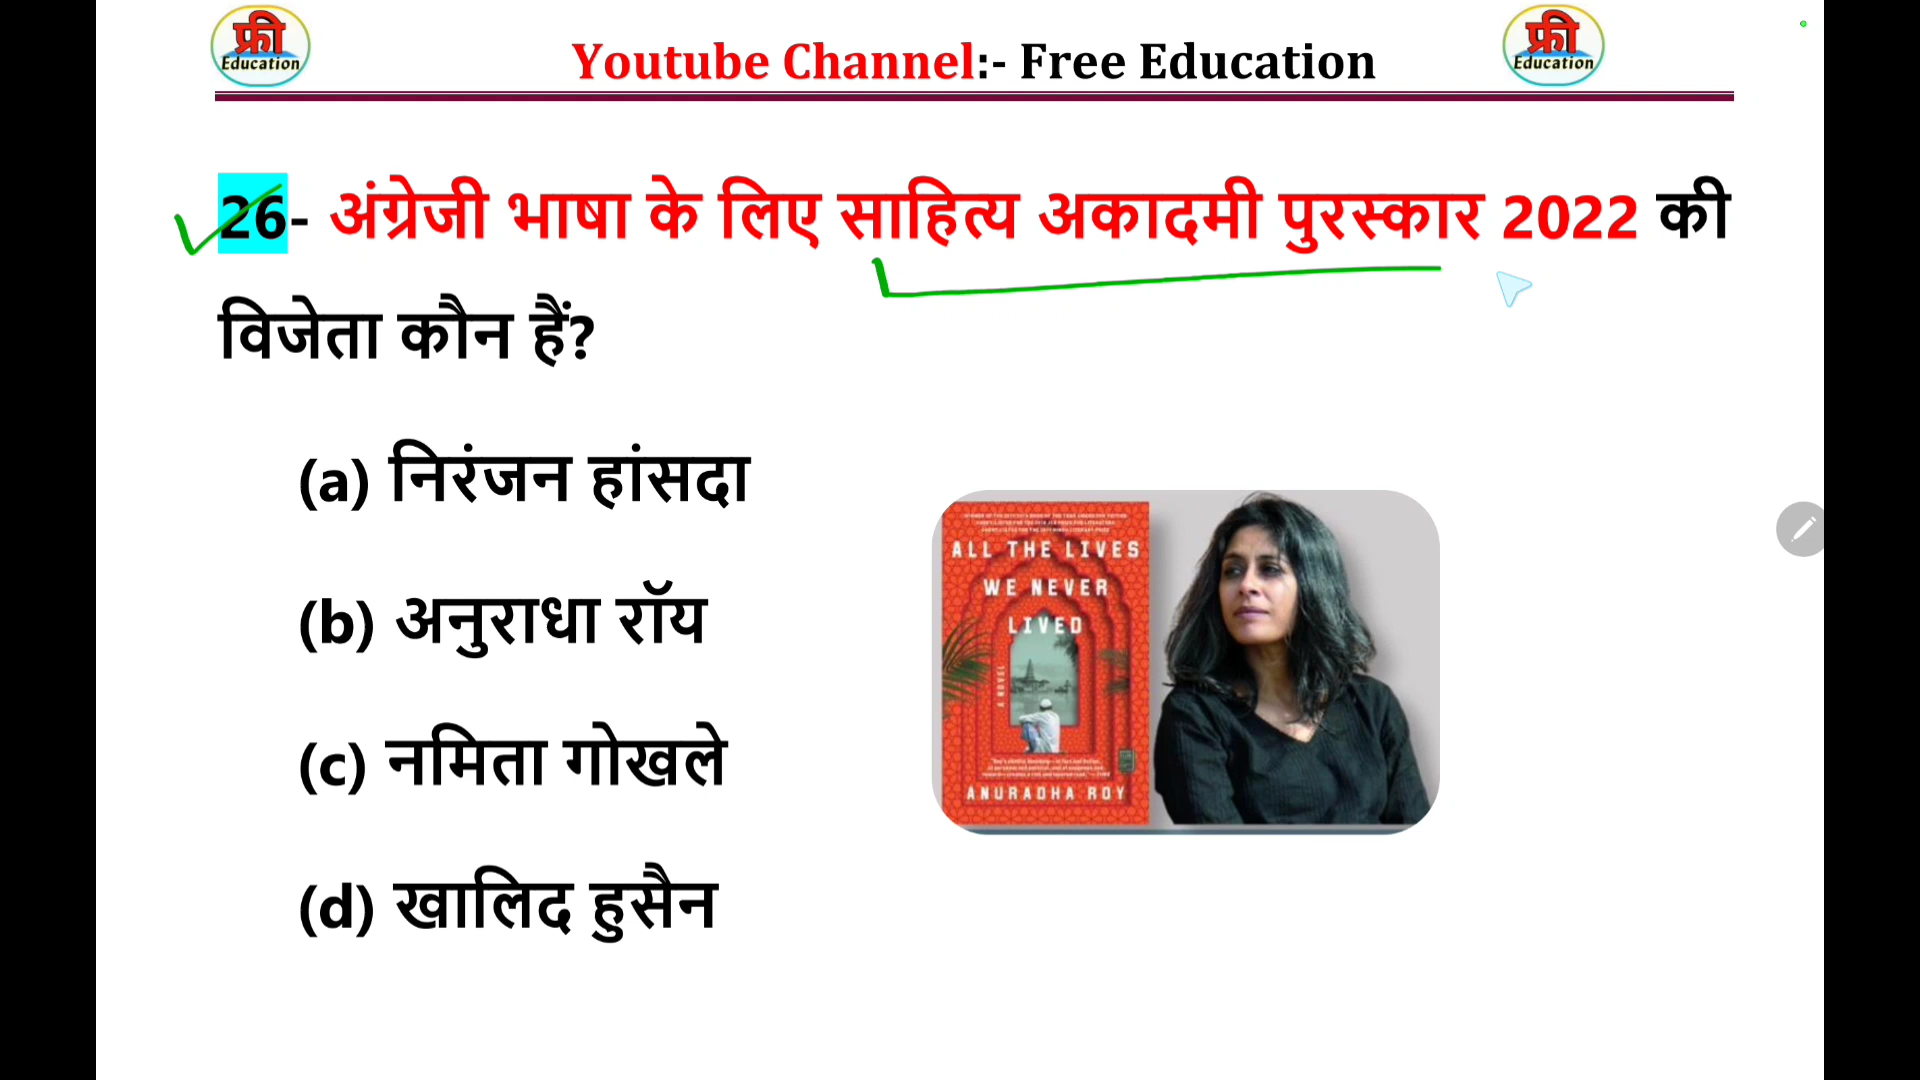 फ्री
Education
Youtube Channel:- Free Education
फ्री
Education
26- अंग्रेजी भाषा के लिए साहित्य अकादमी पुरस्कार 2022 की
विजेता कौन हैं?
(a) निरंजन हांसदा
(b) अनुराधा रॉय
(c) नमिता गोखले
(d) खालिद हुसैन
ALL THE LIVES
WE NEVER
LIVED
A NOVEL
ANURADHA ROY